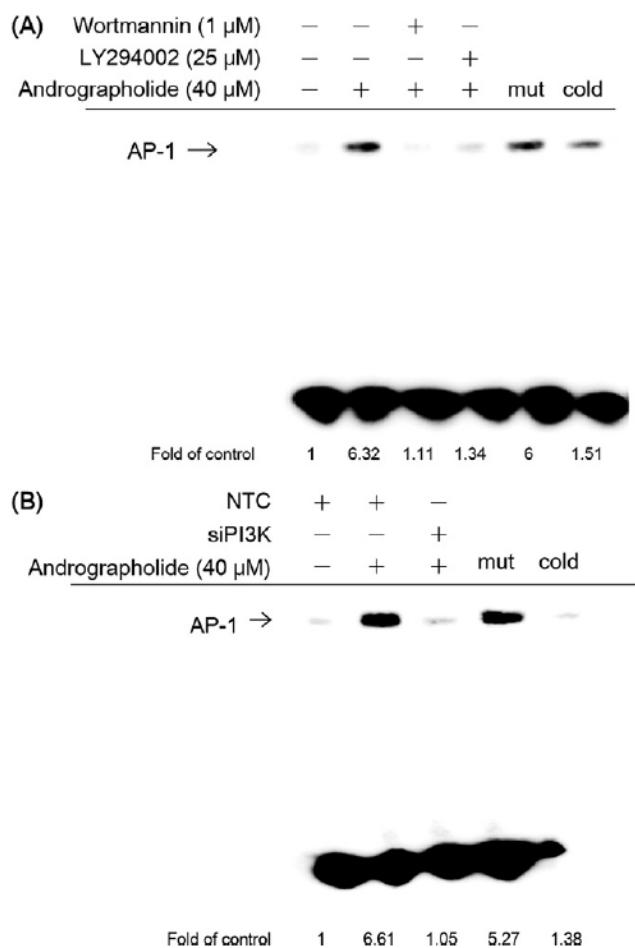 (A) Wortmannin (1 µM) − − + −
LY294002 (25 µM) − − − +
Andrographolide (40 µM) − + + + mut cold
AP-1 →
Fold of control 1 6.32 1.11 1.34 6 1.51
(B) NTC + + −
siPI3K − − +
Andrographolide (40 µM) − + + mut cold
AP-1 →
Fold of control 1 6.61 1.05 5.27 1.38